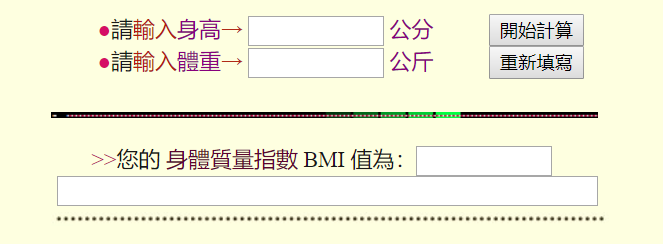 ●請輸入身高→ 公分 開始計算
●請輸入體重→ 公斤 重新填寫
>>您的 身體質量指數 BMI 值為：